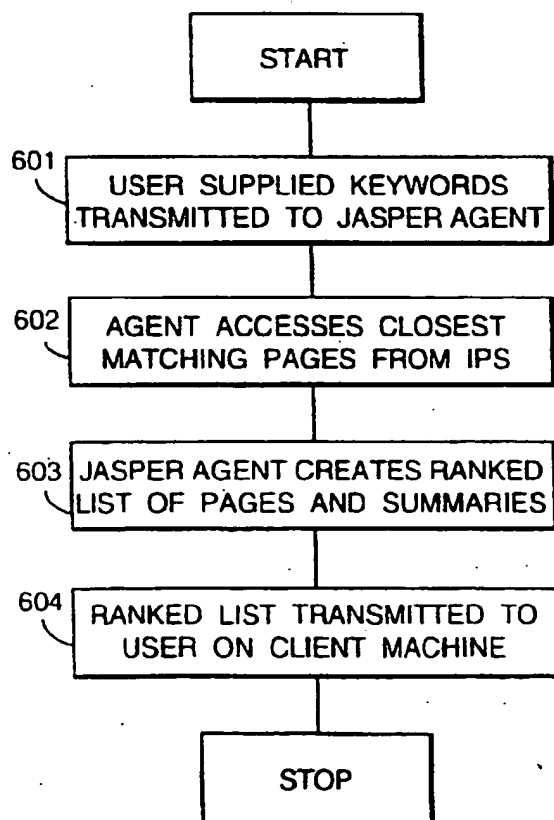 START
601
USER SUPPLIED KEYWORDS
TRANSMITTED TO JASPER AGENT
602
AGENT ACCESSES CLOSEST
MATCHING PAGES FROM IPS
603
JASPER AGENT CREATES RANKED
LIST OF PAGES AND SUMMARIES
604
RANKED LIST TRANSMITTED TO
USER ON CLIENT MACHINE
STOP